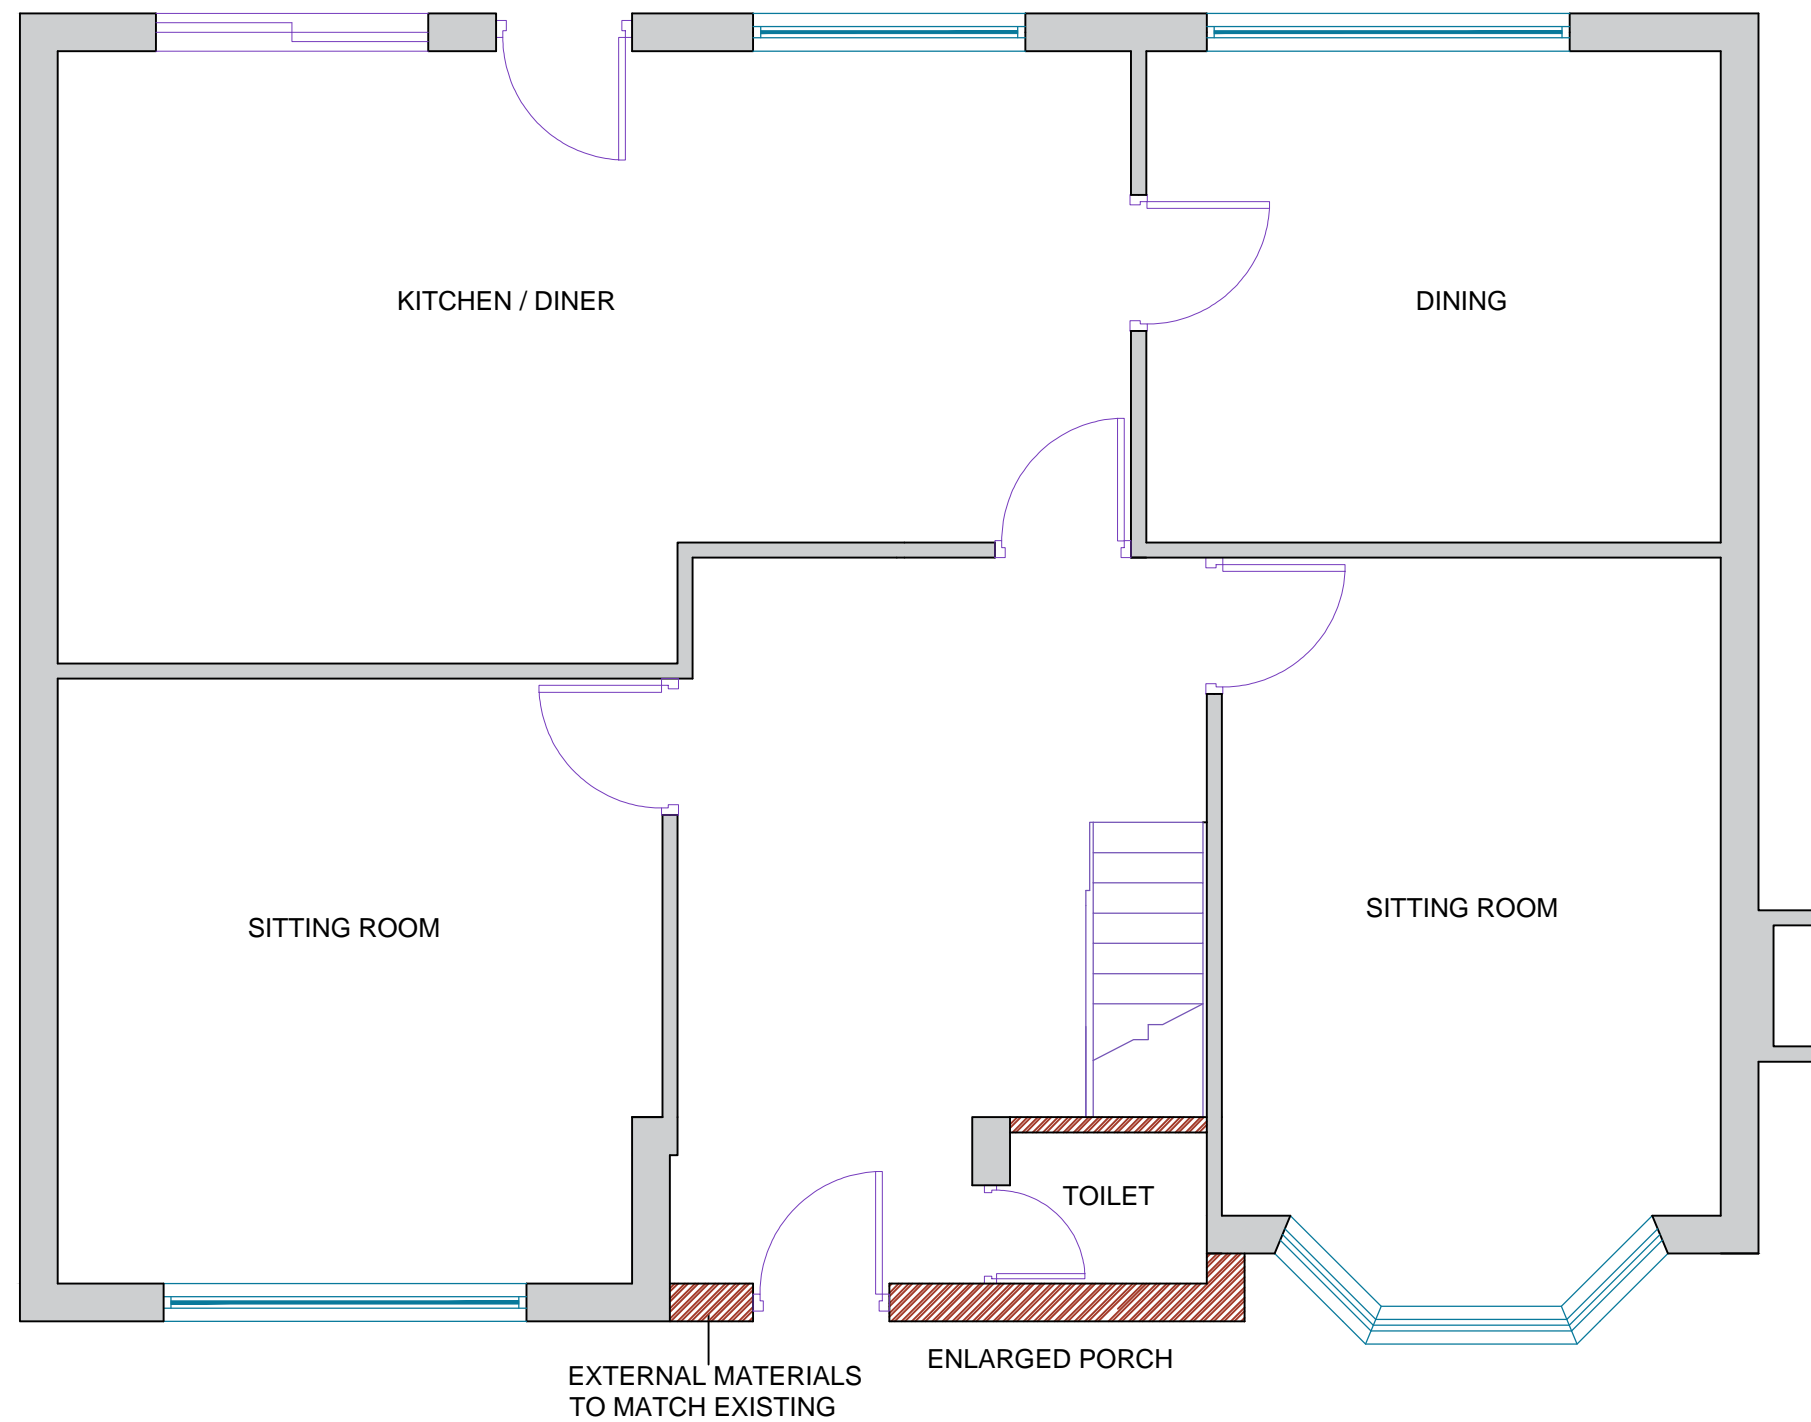 KITCHEN / DINER
DINING
SITTING ROOM
SITTING ROOM
TOILET
ENLARGED PORCH
EXTERNAL MATERIALS
TO MATCH EXISTING